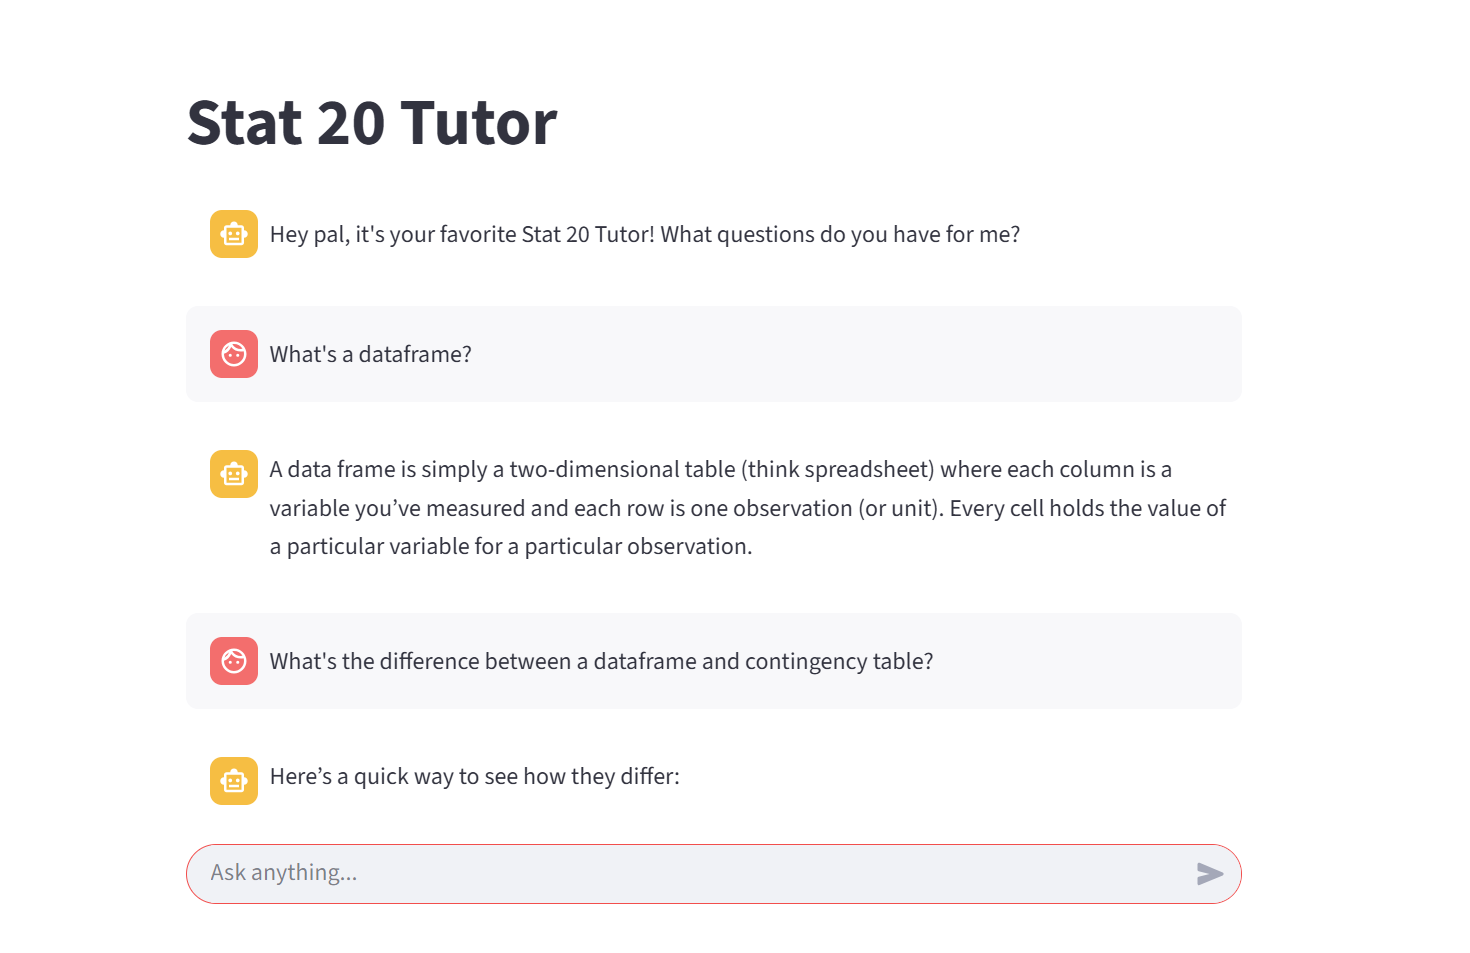 Stat 20 Tutor
Hey pal, it's your favorite Stat 20 Tutor! What questions do you have for me?
What's a dataframe?
A data frame is simply a two-dimensional table (think spreadsheet) where each column is a
variable you’ve measured and each row is one observation (or unit). Every cell holds the value of
a particular variable for a particular observation.
What's the difference between a dataframe and contingency table?
Here’s a quick way to see how they differ:
Ask anything...